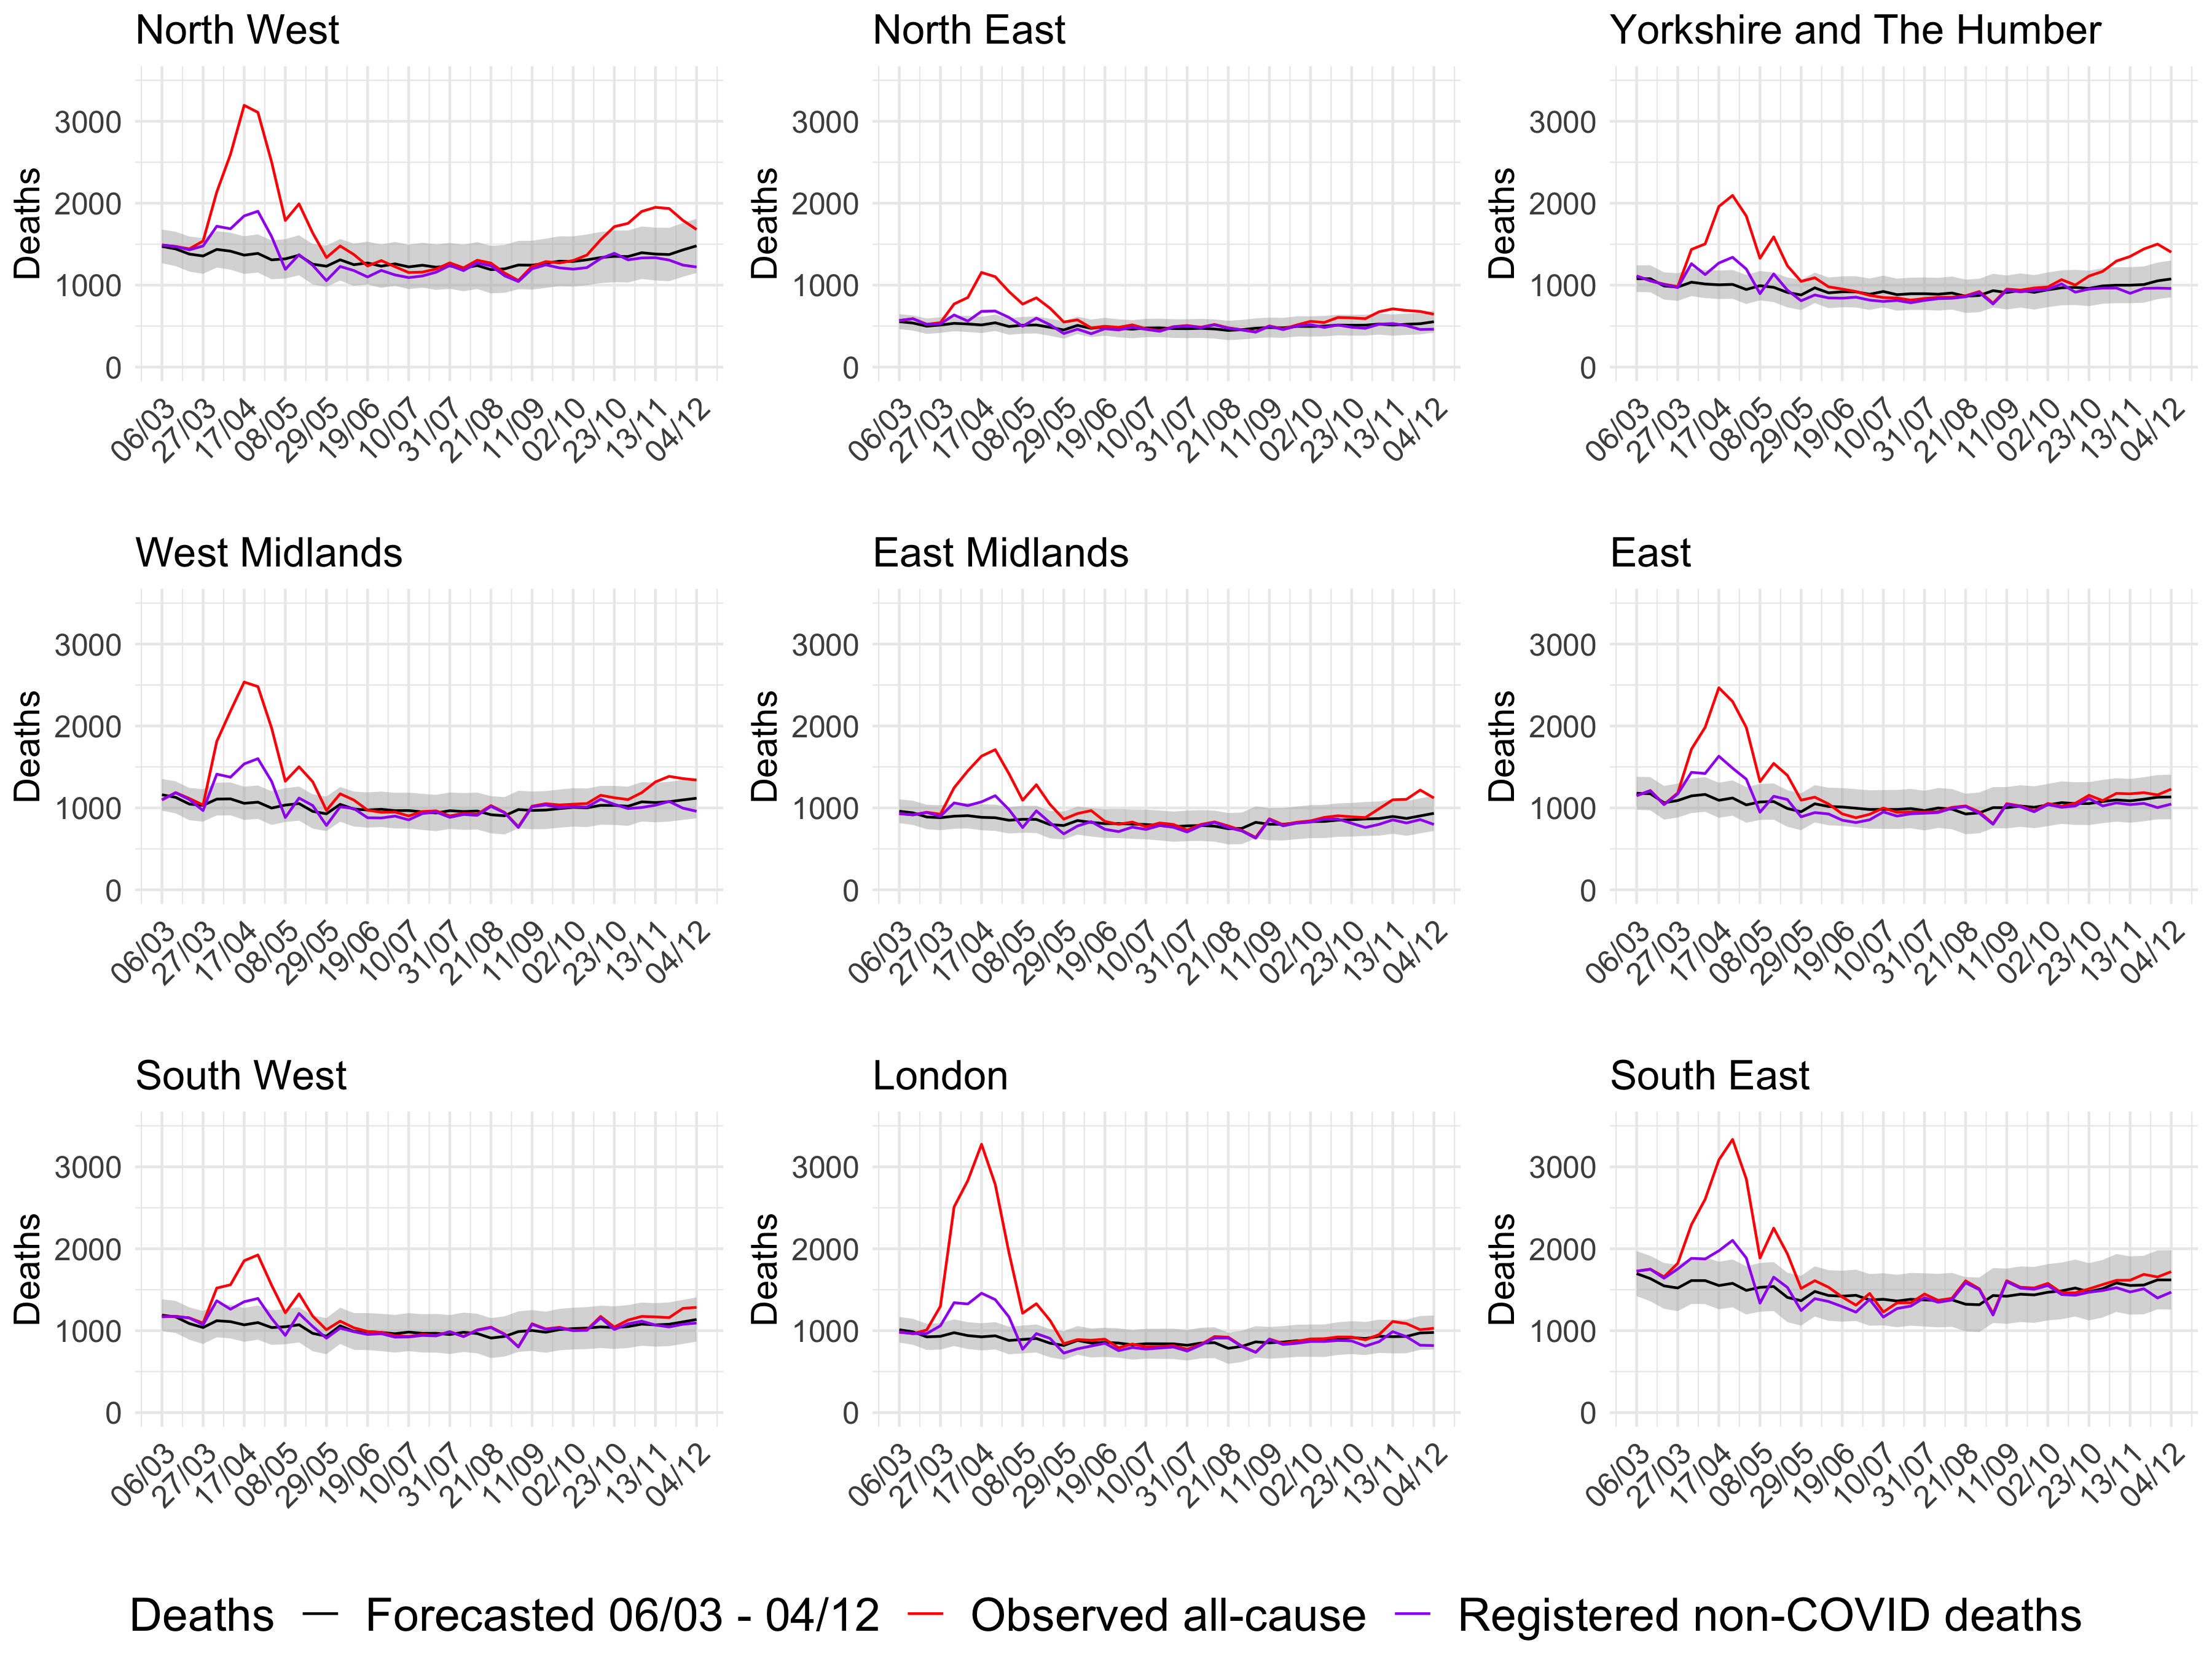 North West
North East
Yorkshire and The Humber
Deaths
3000
2000
1000
0
06/03 27/03 17/04 08/05 29/05 19/06 10/07 31/07 21/08 11/09 02/10 23/10 13/11 04/12
Deaths
3000
2000
1000
0
06/03 27/03 17/04 08/05 29/05 19/06 10/07 31/07 21/08 11/09 02/10 23/10 13/11 04/12
Deaths
3000
2000
1000
0
06/03 27/03 17/04 08/05 29/05 19/06 10/07 31/07 21/08 11/09 02/10 23/10 13/11 04/12
West Midlands
East Midlands
East
Deaths
3000
2000
1000
0
06/03 27/03 17/04 08/05 29/05 19/06 10/07 31/07 21/08 11/09 02/10 23/10 13/11 04/12
Deaths
3000
2000
1000
0
06/03 27/03 17/04 08/05 29/05 19/06 10/07 31/07 21/08 11/09 02/10 23/10 13/11 04/12
Deaths
3000
2000
1000
0
06/03 27/03 17/04 08/05 29/05 19/06 10/07 31/07 21/08 11/09 02/10 23/10 13/11 04/12
South West
London
South East
Deaths
3000
2000
1000
0
06/03 27/03 17/04 08/05 29/05 19/06 10/07 31/07 21/08 11/09 02/10 23/10 13/11 04/12
Deaths
3000
2000
1000
0
06/03 27/03 17/04 08/05 29/05 19/06 10/07 31/07 21/08 11/09 02/10 23/10 13/11 04/12
Deaths
3000
2000
1000
0
06/03 27/03 17/04 08/05 29/05 19/06 10/07 31/07 21/08 11/09 02/10 23/10 13/11 04/12
Deaths Forecasted 06/03 - 04/12 Observed all-cause Registered non-COVID deaths